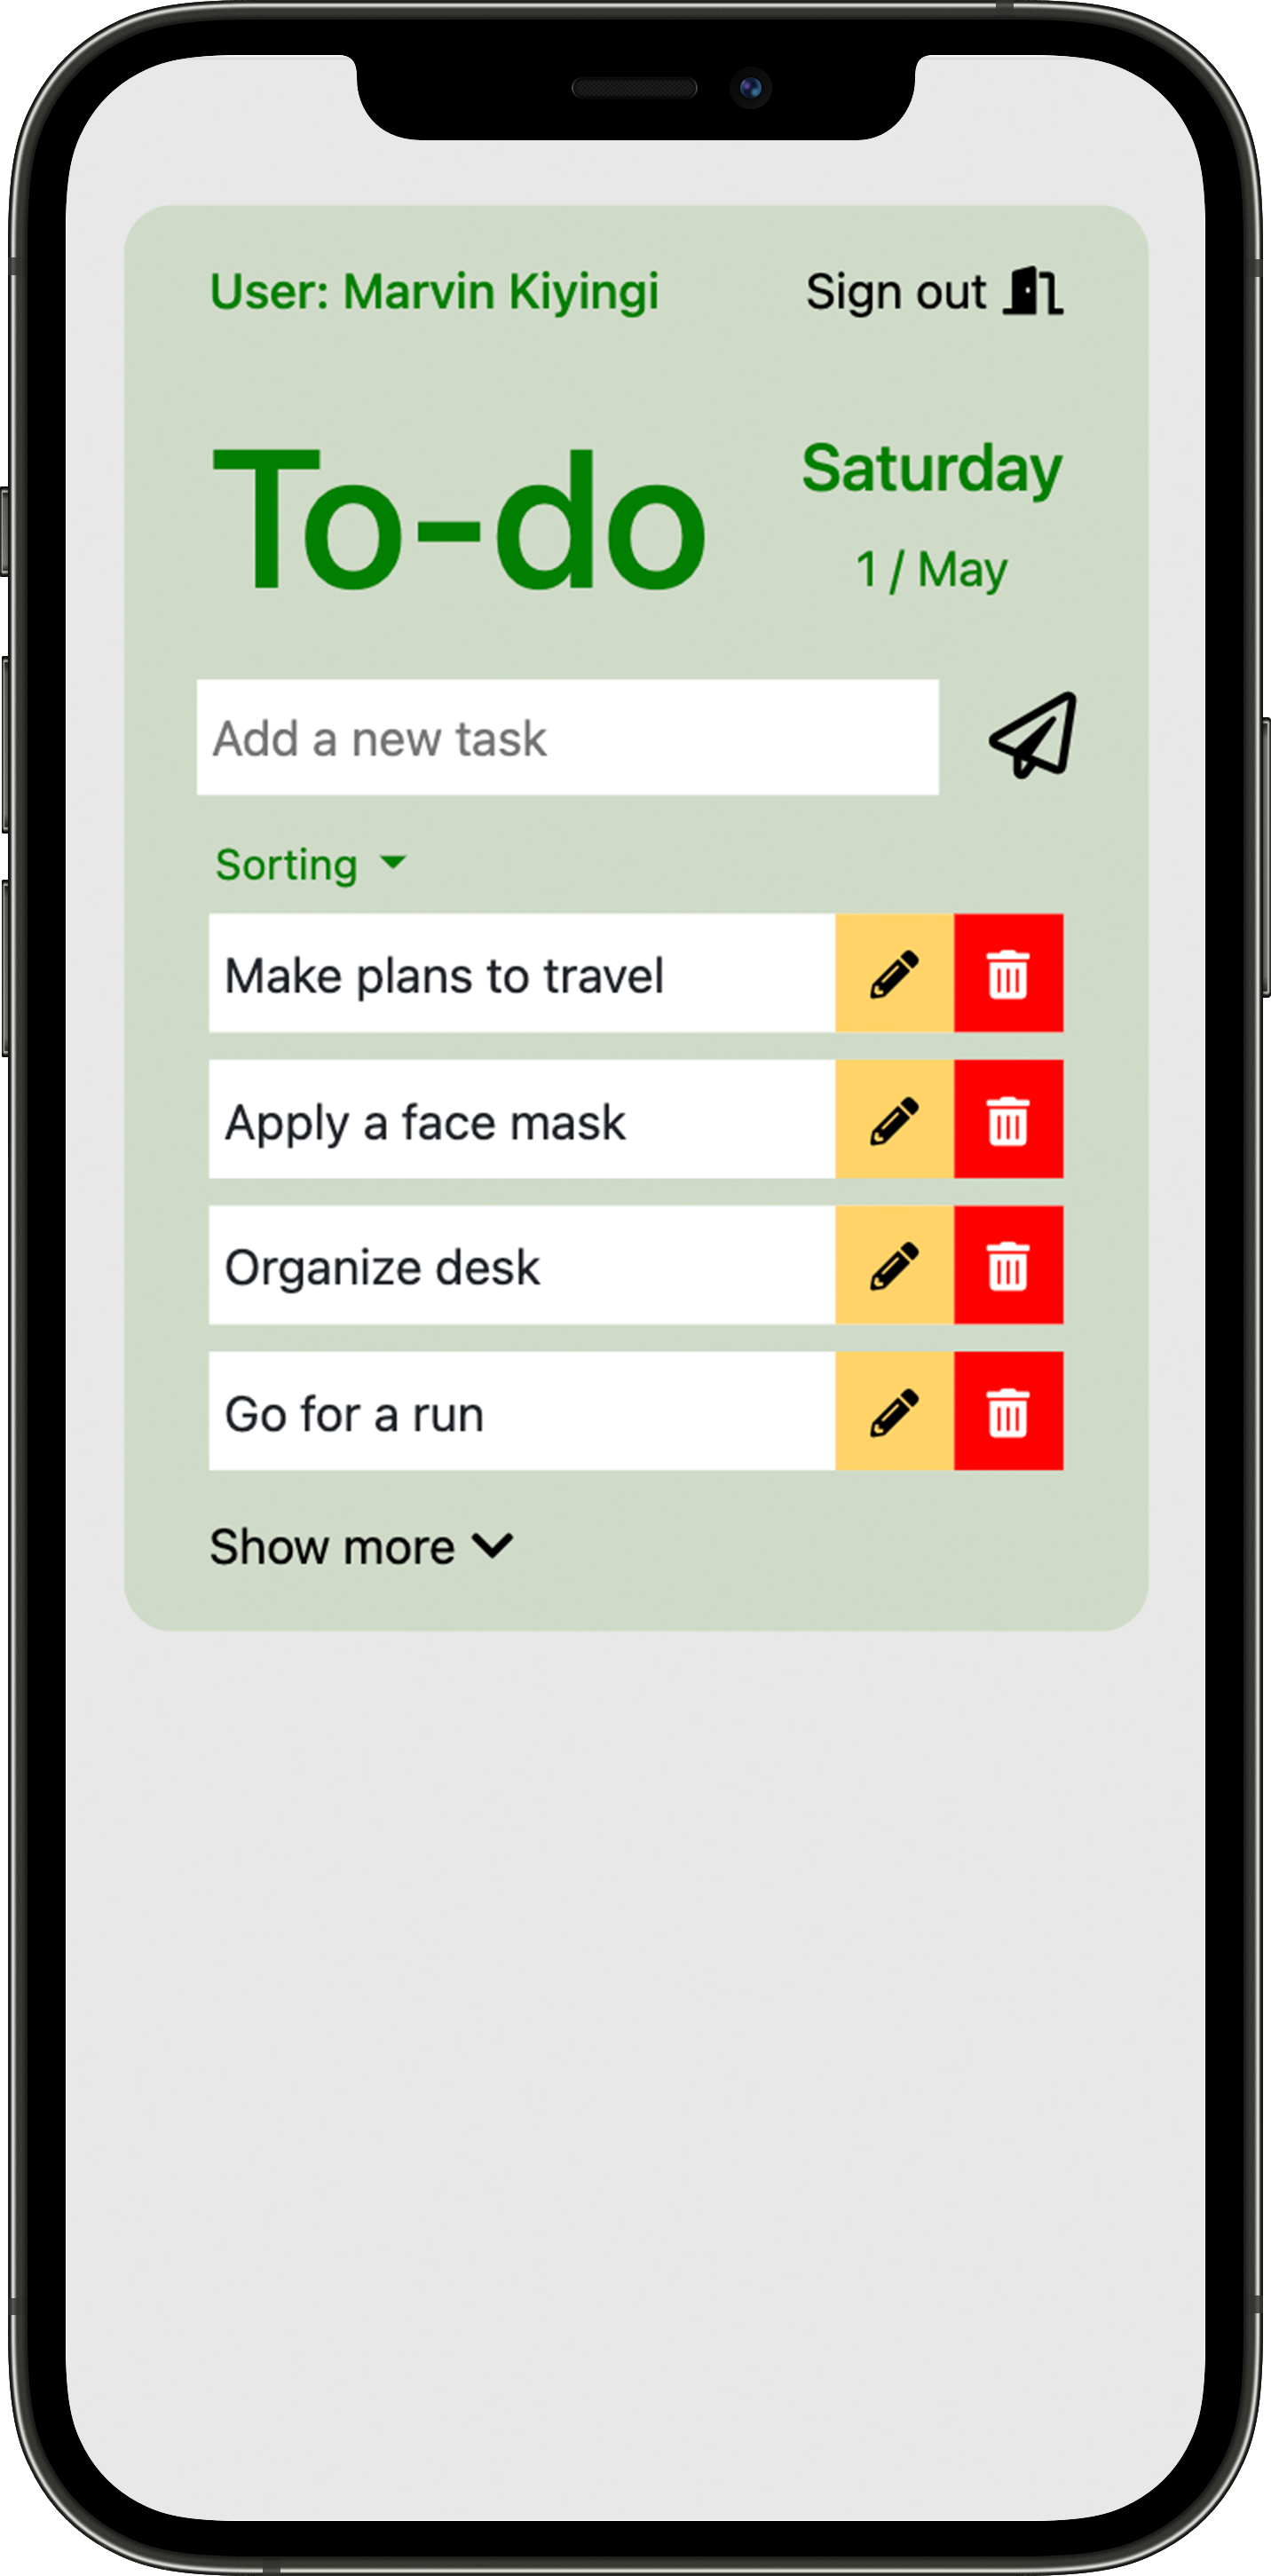 User: Marvin Kiyingi
Sign out
To-do
Saturday
1 / May
Add a new task
Sorting
Make plans to travel
Apply a face mask
Organize desk
Go for a run
Show more